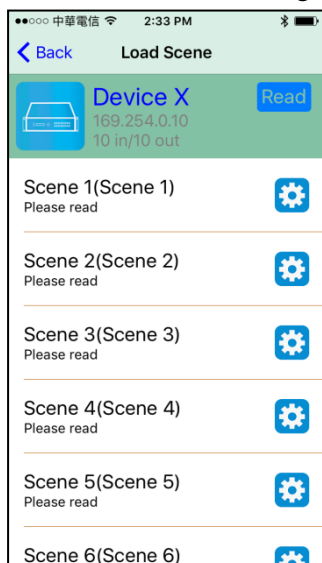 中華電信 2:33 PM
Back Load Scene
Device X Read
169.254.0.10
10 in/10 out
Scene 1(Scene 1)
Please read
Scene 2(Scene 2)
Please read
Scene 3(Scene 3)
Please read
Scene 4(Scene 4)
Please read
Scene 5(Scene 5)
Please read
Scene 6(Scene 6)